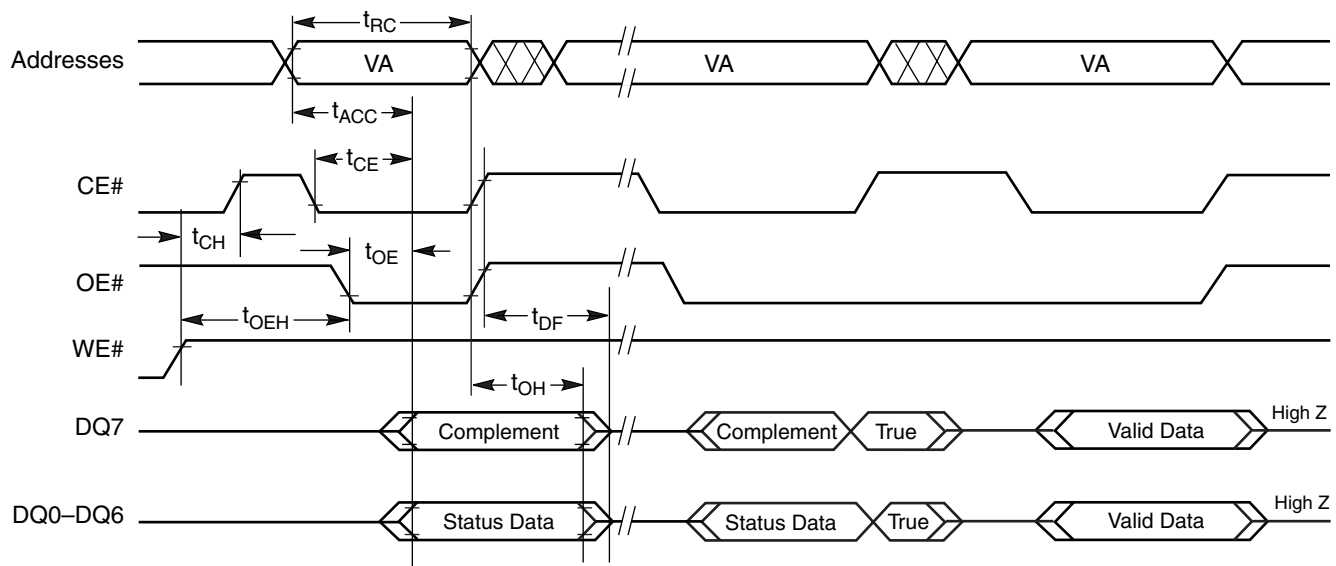 tRC
Addresses VA VA VA
tACC
tCE
CE#
tCH tOE
OE#
tOEH tDF
WE#
tOH
DQ7 Complement Complement True Valid Data High Z
DQ0–DQ6 Status Data Status Data True Valid Data High Z